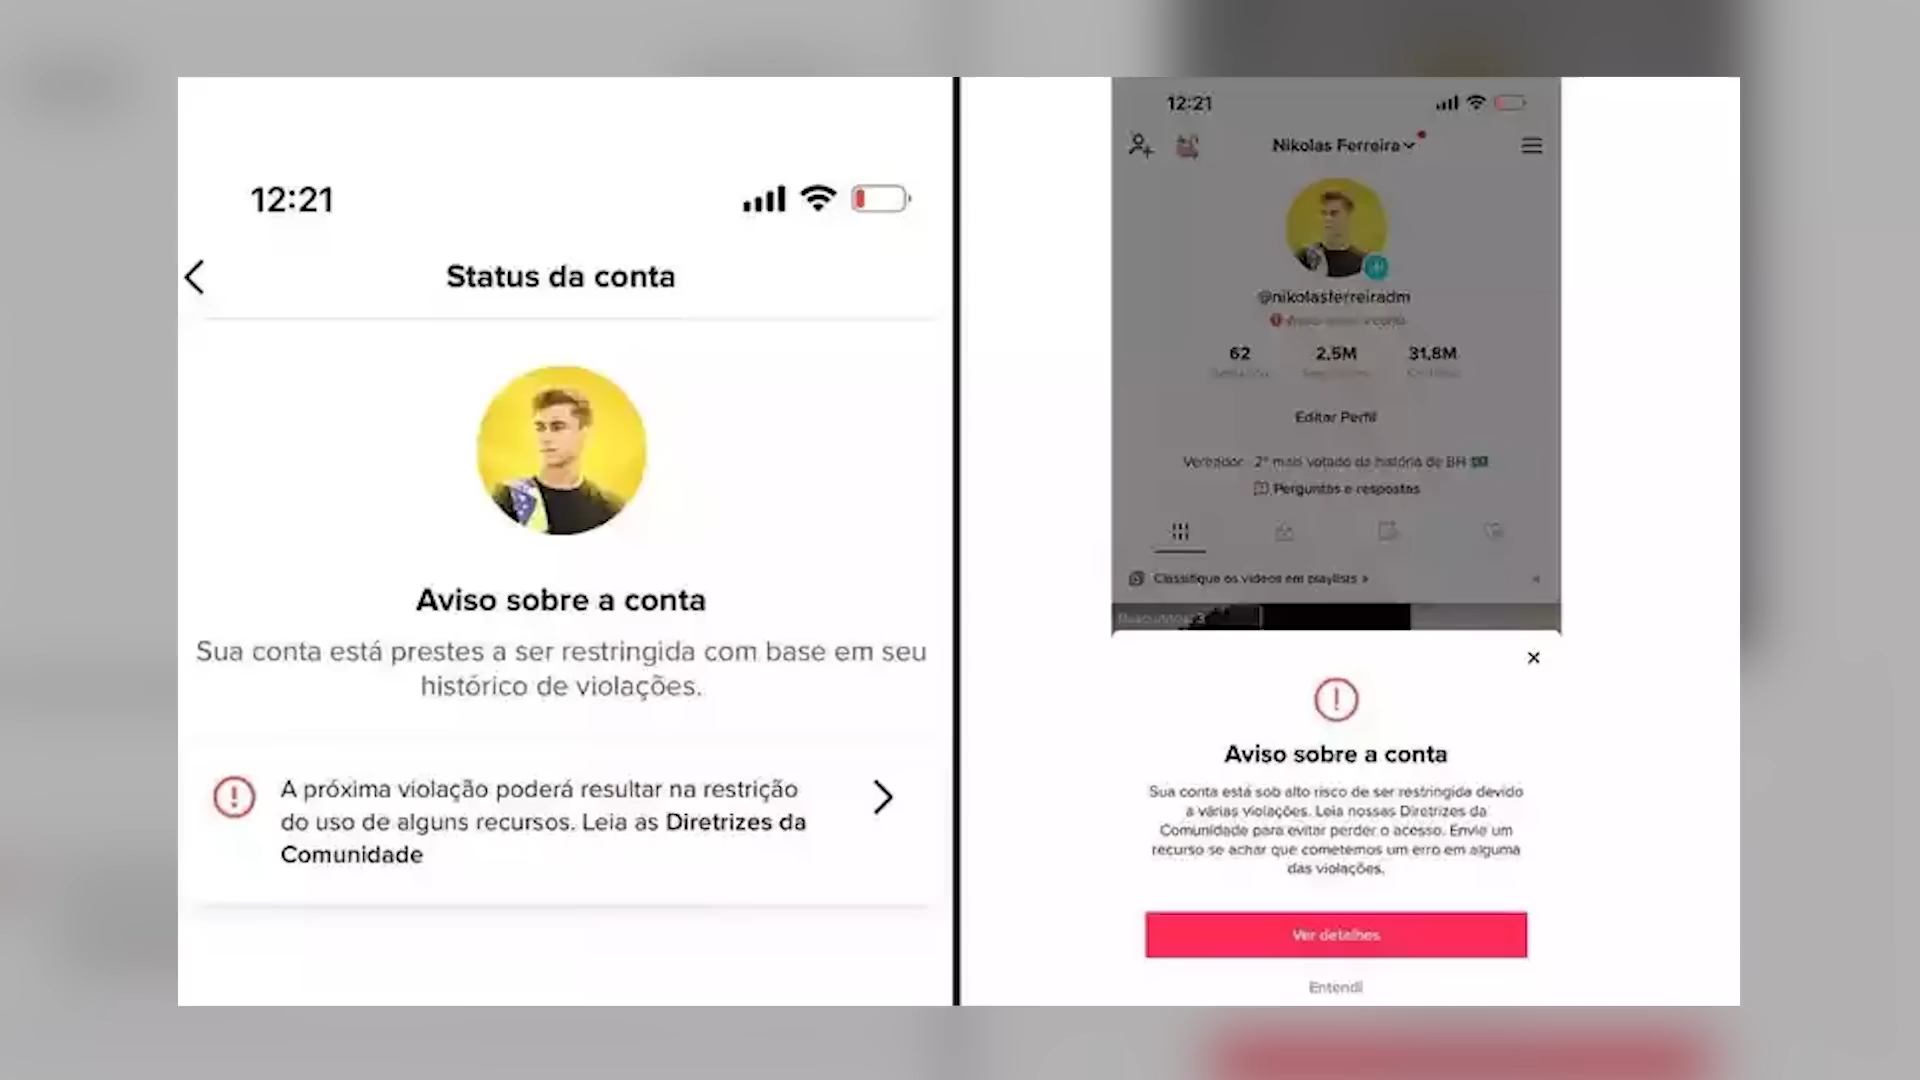 12:21
Status da conta
Aviso sobre a conta
Sua conta está prestes a ser restringida com base em seu
histórico de violações.
A próxima violação poderá resultar na restrição
do uso de alguns recursos. Leia as Diretrizes da
Comunidade
12:21
Nikolas Ferreira
@nikolasferreiradm
62 2,5M 31,8M
Editar Perfil
Vereador - 2º mais votado da história de BH
Perguntas e respostas
Classifique os vídeos em playlists
Aviso sobre a conta
Sua conta está sob alto risco de ser restringida devido
a várias violações. Leia nossas Diretrizes da
Comunidade para evitar perder o acesso. Envie um
recurso se achar que cometemos um erro em alguma
das violações.
Ver detalhes
Entendi